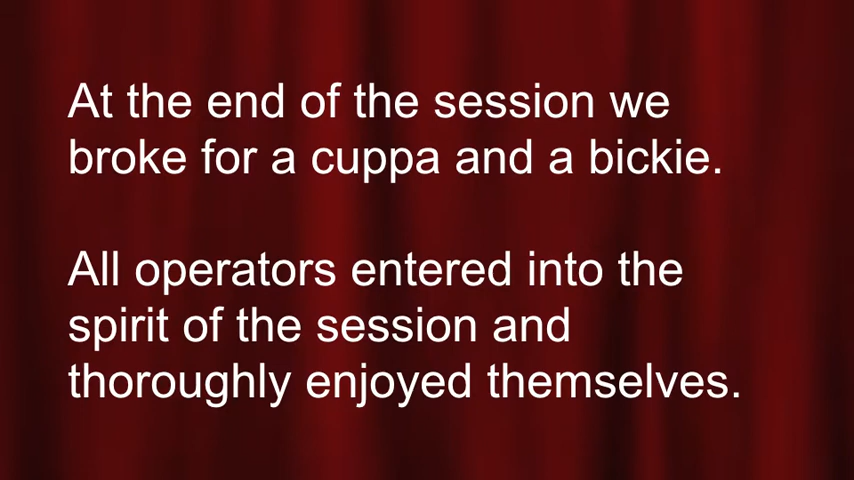 At the end of the session we
broke for a cuppa and a bickie.
All operators entered into the
spirit of the session and
thoroughly enjoyed themselves.